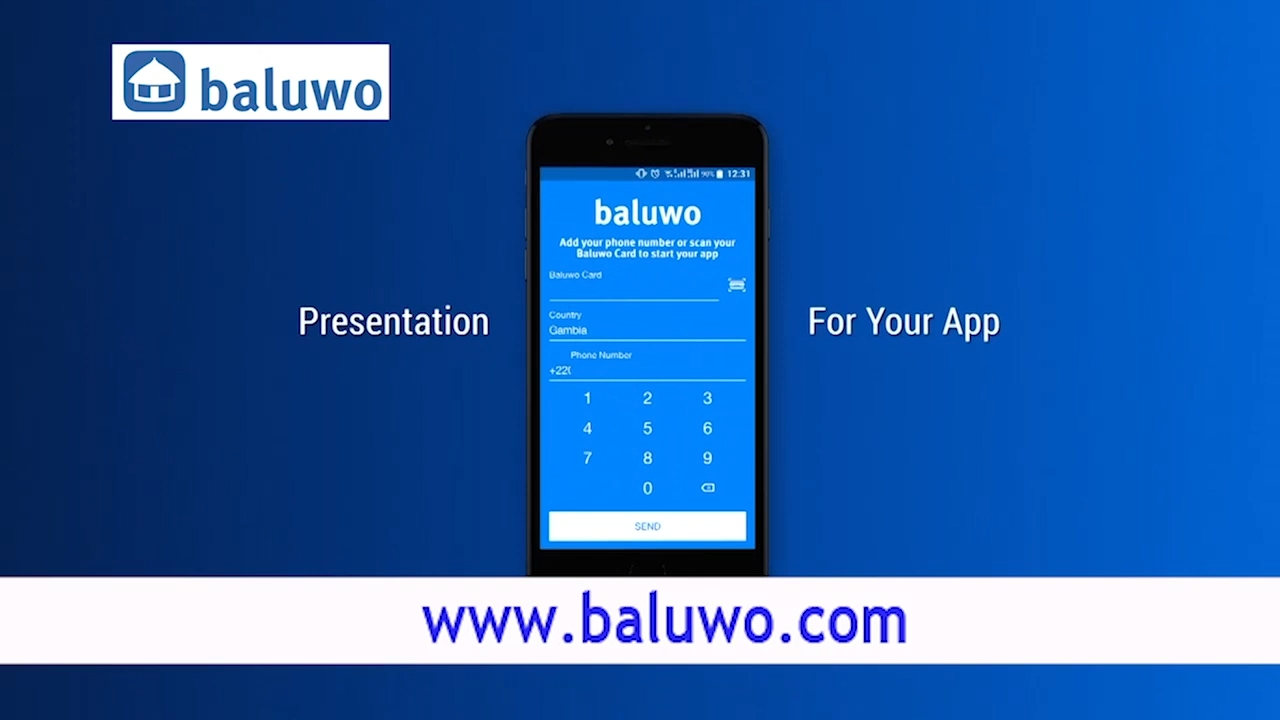 baluwo
12:31
90%
baluwo
Add your phone number or scan your
Baluwo Card to start your app
Baluwo Card
Country
Gambia
Phone Number
+220
1 2 3
4 5 6
7 8 9
0
SEND
Presentation
For Your App
www.baluwo.com